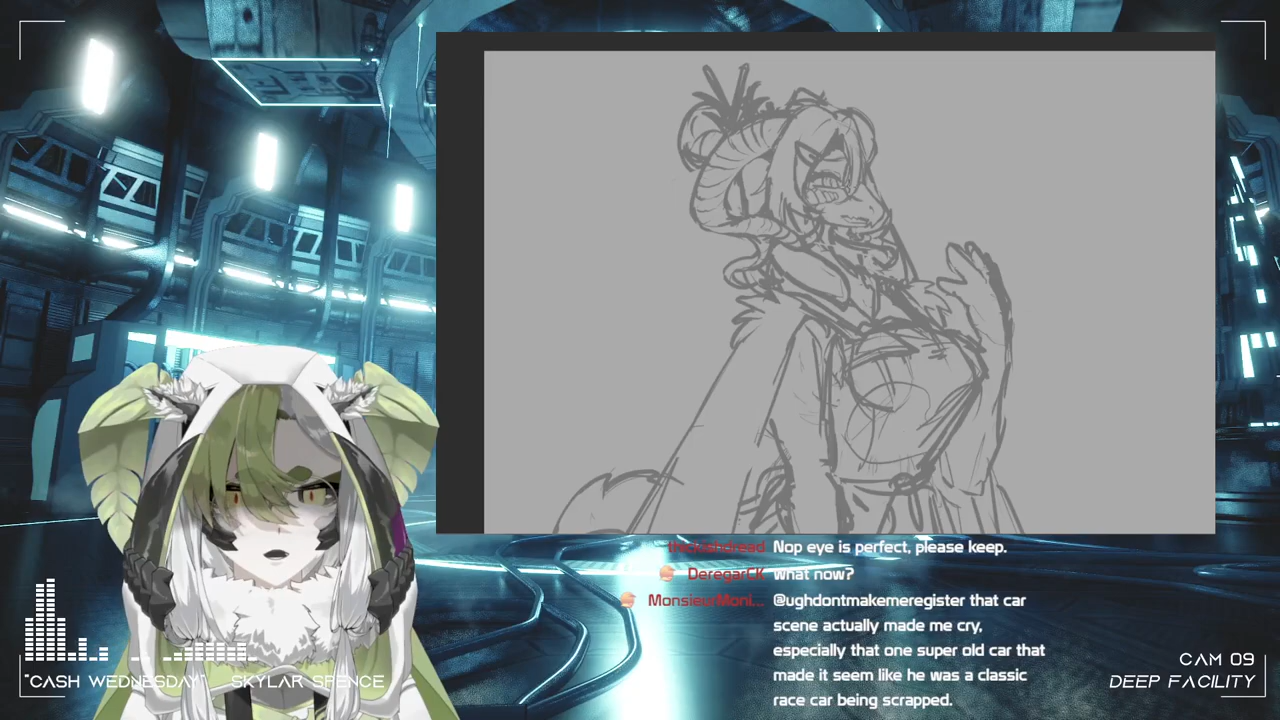 thickishdread Nop eye is perfect, please keep.
DeregarCK what now?
MonsieurMoni... @ughdontmakemeregister that car
scene actually made me cry,
especially that one super old car that
made it seem like he was a classic
race car being scrapped.
"CASH WEDNESDAY" SKYLAR SPENCE
CAM 09
DEEP FACILITY